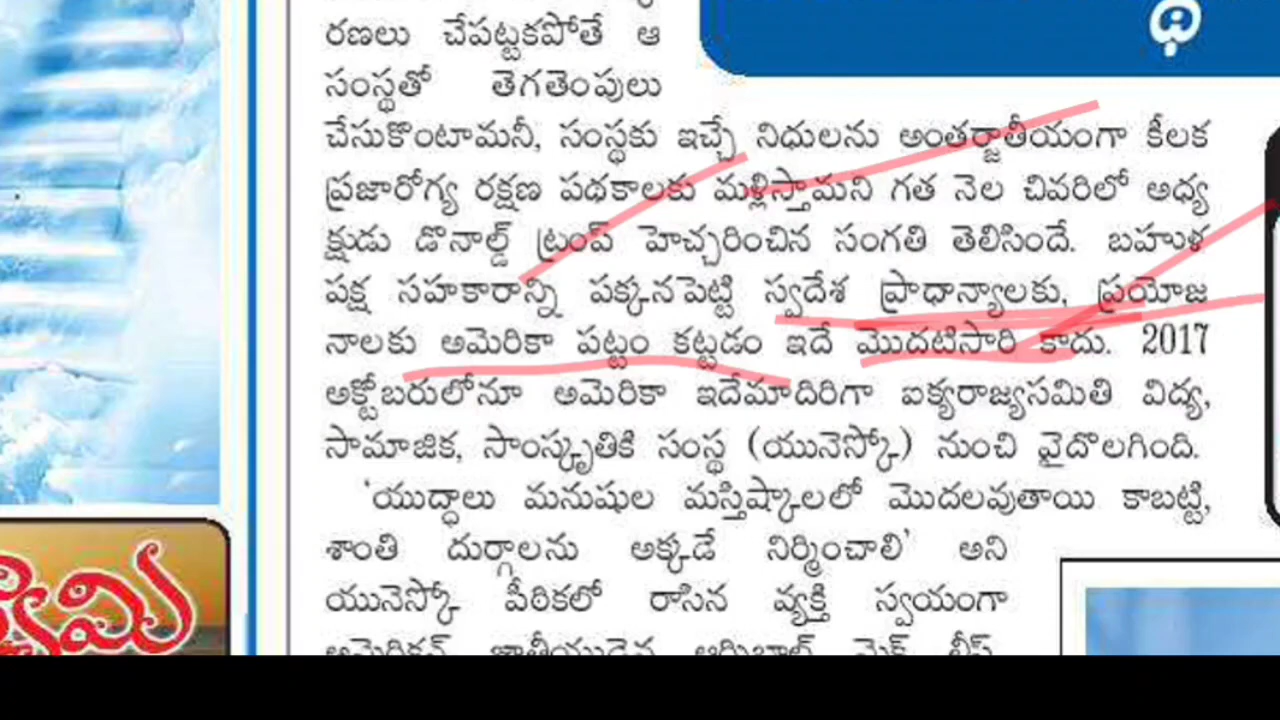 ధి
రణలు చేపట్టకపోతే ఆ
సంస్థతో తెగతెంపులు
చేసుకొంటామనీ, సంస్థకు ఇచ్చే నిధులను అంతర్జాతీయంగా కీలక
ప్రజారోగ్య రక్షణ పథకాలకు మళ్లిస్తామని గత నెల చివరిలో అధ్య
క్షుడు డొనాల్డ్ ట్రంప్ హెచ్చరించిన సంగతి తెలిసిందే. బహుళ
పక్ష సహకారాన్ని పక్కనపెట్టి స్వదేశ ప్రాధాన్యాలకు, ప్రయోజ
నాలకు అమెరికా పట్టం కట్టడం ఇదే మొదటిసారి కాదు. 2017
అక్టోబరులోనూ అమెరికా ఇదేమాదిరిగా ఐక్యరాజ్యసమితి విద్య,
సామాజిక, సాంస్కృతికి సంస్థ (యునెస్కో) నుంచి వైదొలగింది.
'యుద్ధాలు మనుషుల మస్తిష్కాలలో మొదలవుతాయి కాబట్టి,
శాంతి దుర్గాలను అక్కడే నిర్మించాలి' అని
యునెస్కో పీఠికలో రాసిన వ్యక్తి స్వయంగా